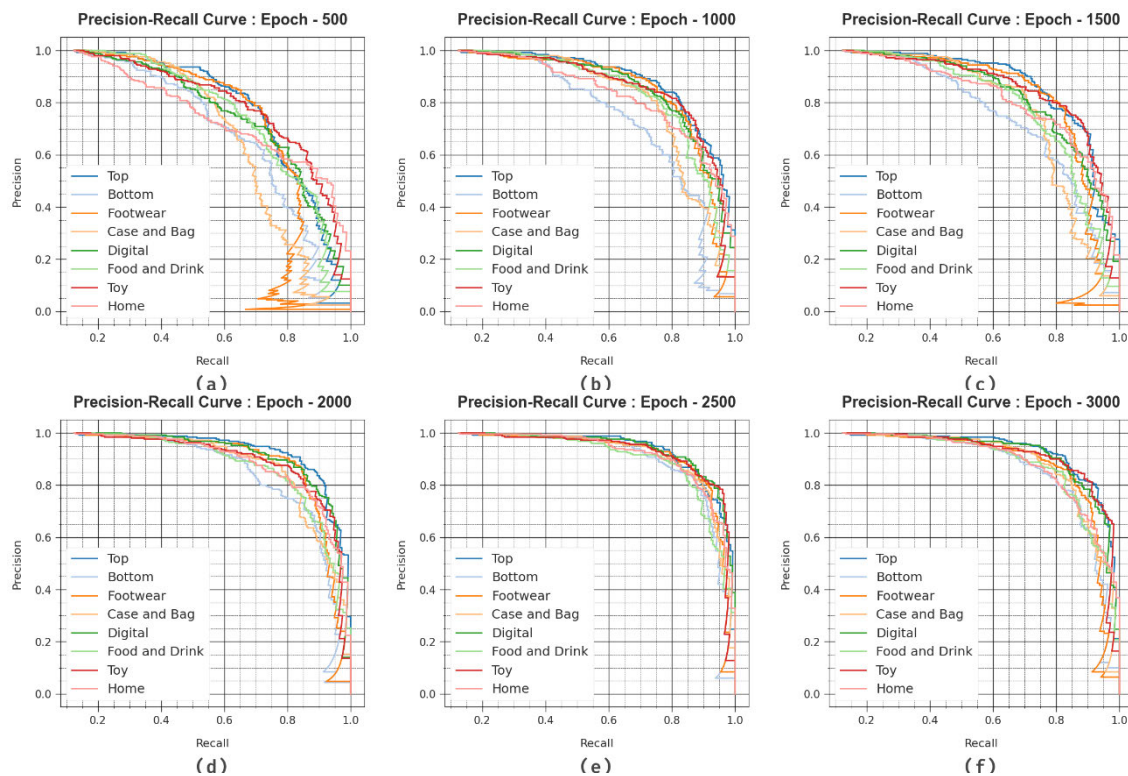 Precision-Recall Curve : Epoch - 500
1.0
0.8
0.6
0.4
0.2
0.0
Precision
Top
Bottom
Footwear
Case and Bag
Digital
Food and Drink
Toy
Home
0.2 0.4 0.6 0.8 1.0
Recall
(a)
Precision-Recall Curve : Epoch - 1000
1.0
0.8
0.6
0.4
0.2
0.0
Precision
Top
Bottom
Footwear
Case and Bag
Digital
Food and Drink
Toy
Home
0.2 0.4 0.6 0.8 1.0
Recall
(b)
Precision-Recall Curve : Epoch - 1500
1.0
0.8
0.6
0.4
0.2
0.0
Precision
Top
Bottom
Footwear
Case and Bag
Digital
Food and Drink
Toy
Home
0.2 0.4 0.6 0.8 1.0
Recall
(c)
Precision-Recall Curve : Epoch - 2000
1.0
0.8
0.6
0.4
0.2
0.0
Precision
Top
Bottom
Footwear
Case and Bag
Digital
Food and Drink
Toy
Home
0.2 0.4 0.6 0.8 1.0
Recall
(d)
Precision-Recall Curve : Epoch - 2500
1.0
0.8
0.6
0.4
0.2
0.0
Precision
Top
Bottom
Footwear
Case and Bag
Digital
Food and Drink
Toy
Home
0.2 0.4 0.6 0.8 1.0
Recall
(e)
Precision-Recall Curve : Epoch - 3000
1.0
0.8
0.6
0.4
0.2
0.0
Precision
Top
Bottom
Footwear
Case and Bag
Digital
Food and Drink
Toy
Home
0.2 0.4 0.6 0.8 1.0
Recall
(f)